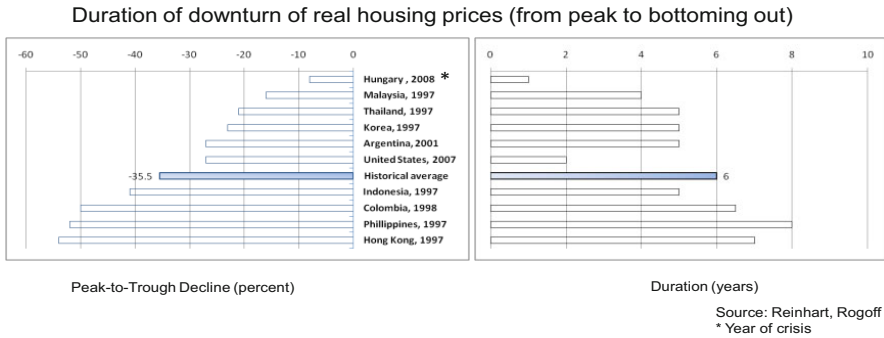 Duration of downturn of real housing prices (from peak to bottoming out)
-60 -50 -40 -30 -20 -10 0 0 2 4 6 8 10
Hungary , 2008 *
Malaysia, 1997
Thailand, 1997
Korea, 1997
Argentina, 2001
United States, 2007
-35.5 Historical average 6
Indonesia, 1997
Colombia, 1998
Phillippines, 1997
Hong Kong, 1997
Peak-to-Trough Decline (percent) Duration (years)
Source: Reinhart, Rogoff
* Year of crisis